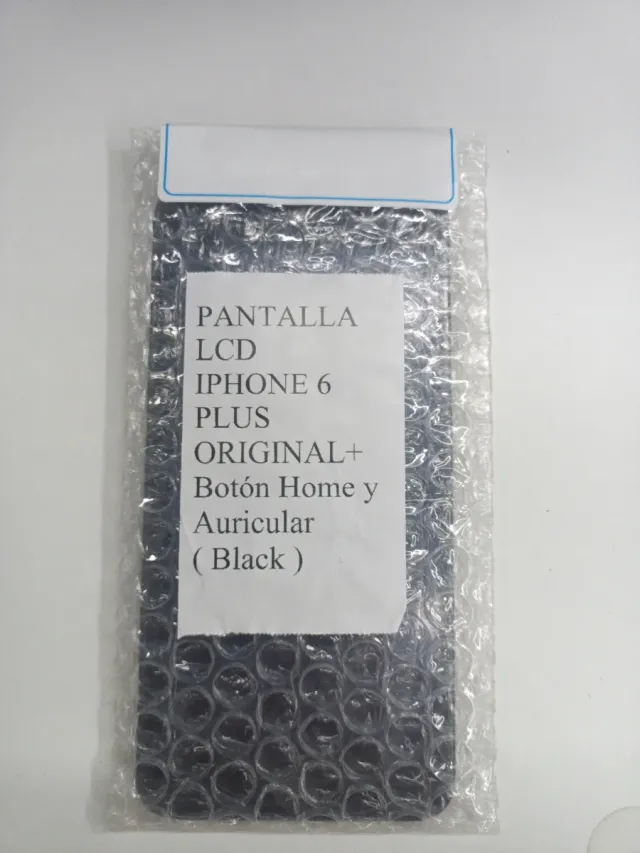 PANTALLA
LCD
IPHONE 6
PLUS
ORIGINAL+
Botón Home y
Auricular
( Black )